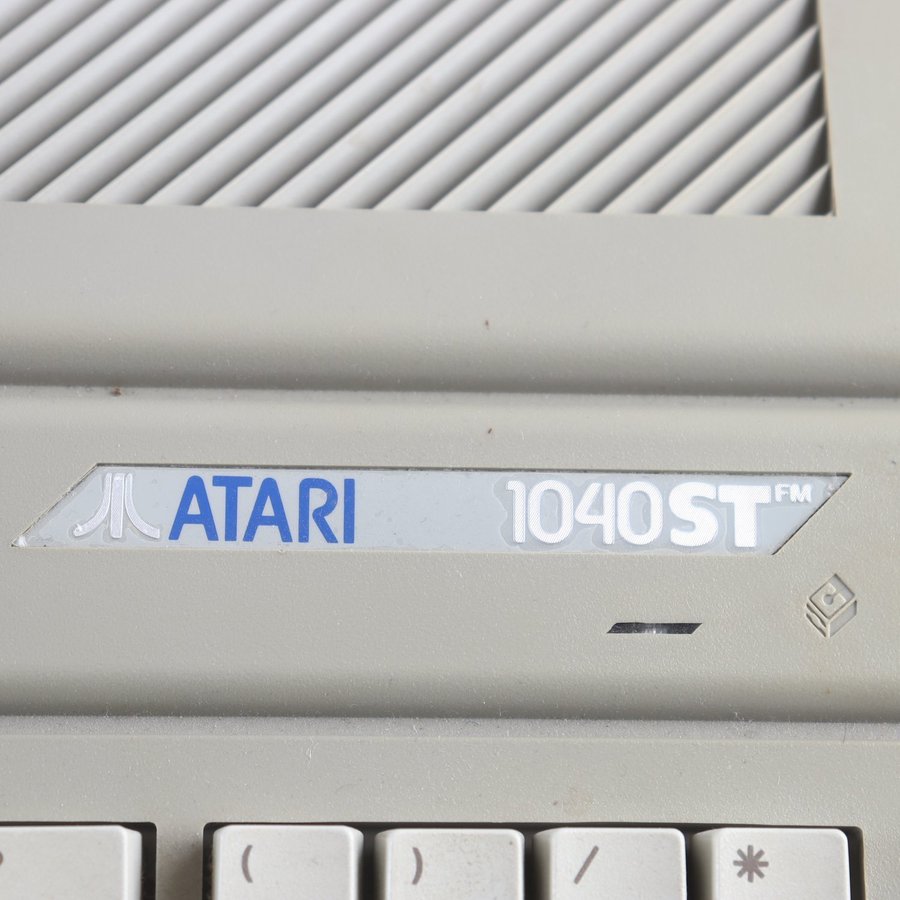 ATARI 1040STFM
( ) / *